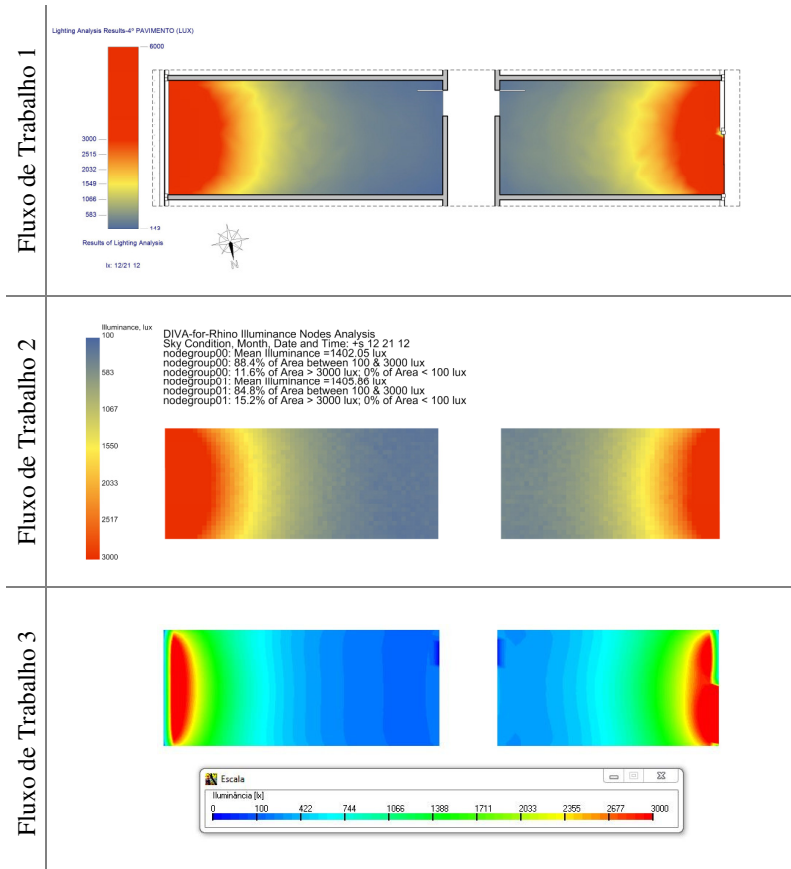 Fluxo de Trabalho 1
Lighting Analysis Results-4º PAVIMENTO (LUX)
6000
3000
2515
2032
1549
1066
583
143
Results of Lighting Analysis
lx: 12/21 12
N
Fluxo de Trabalho 2
Illuminance, lux
100
583
1067
1550
2033
2517
3000
DIVA-for-Rhino Illuminance Nodes Analysis
Sky Condition, Month, Date and Time: +s 12 21 12
nodegroup00: Mean Illuminance =1402.05 lux
nodegroup00: 88.4% of Area between 100 & 3000 lux
nodegroup00: 11.6% of Area > 3000 lux; 0% of Area < 100 lux
nodegroup01: Mean Illuminance =1405.86 lux
nodegroup01: 84.8% of Area between 100 & 3000 lux
nodegroup01: 15.2% of Area > 3000 lux; 0% of Area < 100 lux
Fluxo de Trabalho 3
Escala
Iluminância [lx]
0 100 422 744 1066 1388 1711 2033 2355 2677 3000